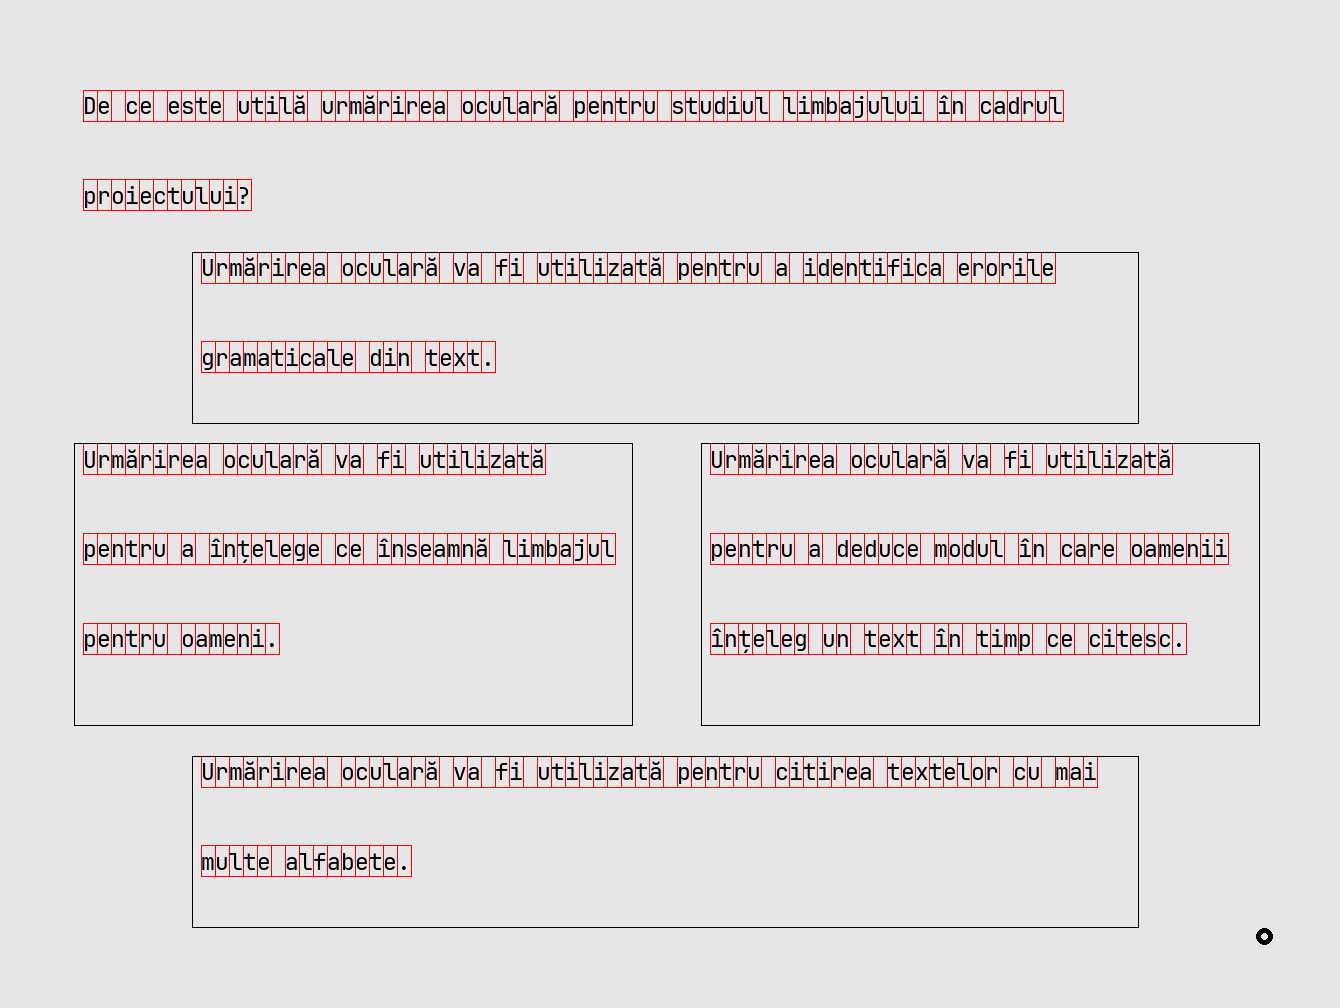 De ce este utilă urmărirea oculară pentru studiul limbajului în cadrul
proiectului?
Urmărirea oculară va fi utilizată pentru a identifica erorile
gramaticale din text.
Urmărirea oculară va fi utilizată
pentru a înțelege ce înseamnă limbajul
pentru oameni.
Urmărirea oculară va fi utilizată
pentru a deduce modul în care oamenii
înțeleg un text în timp ce citesc.
Urmărirea oculară va fi utilizată pentru citirea textelor cu mai
multe alfabete.